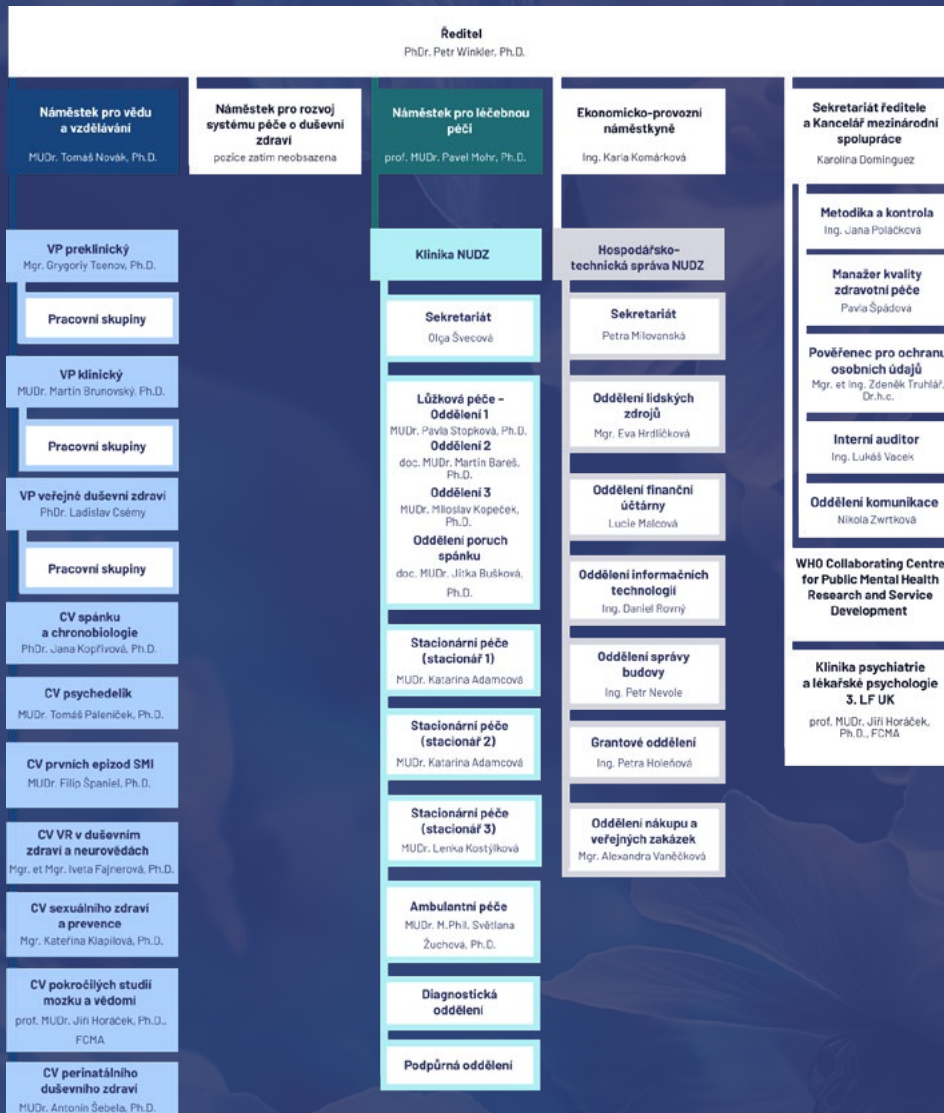 Ředitel
PhDr. Petr Winkler, Ph.D.
Náměstek pro vědu
a vzdělávání
MUDr. Tomáš Novák, Ph.D.
Náměstek pro rozvoj
systému péče o duševní
zdraví
pozice zatím neobsazena
Náměstek pro léčebnou
péči
prof. MUDr. Pavel Mohr, Ph.D.
Ekonomicko-provozní
náměstkyně
Ing. Karla Komárková
Sekretariát ředitele
a Kancelář mezinárodní
spolupráce
Karolína Dominguez
VP preklinický
Mgr. Grygoriy Tsenov, Ph.D.
Pracovní skupiny
VP klinický
MUDr. Martin Brunovský, Ph.D.
Pracovní skupiny
VP veřejné duševní zdraví
PhDr. Ladislav Csémy
Pracovní skupiny
CV spánku
a chronobiologie
PhDr. Jana Kopřivová, Ph.D.
CV psychedelik
MUDr. Tomáš Páleníček, Ph.D.
CV prvních epizod SMI
MUDr. Filip Španiel, Ph.D.
CV VR v duševním
zdraví a neurovědách
Mgr. et Mgr. Iveta Fajnerová, Ph.D.
CV sexuálního zdraví
a prevence
Mgr. Kateřina Klapilová, Ph.D.
CV pokročilých studií
mozku a vědomí
prof. MUDr. Jiří Horáček, Ph.D.,
FCMA
CV perinatálního
duševního zdraví
MUDr. Antonín Šebela, Ph.D.
Klinika NUDZ
Sekretariát
Olga Švecová
Lůžková péče –
Oddělení 1
MUDr. Pavla Stopková, Ph.D.
Oddělení 2
doc. MUDr. Martin Bareš,
Ph.D.
Oddělení 3
MUDr. Miloslav Kopeček,
Ph.D.
Oddělení poruch
spánku
doc. MUDr. Jitka Bušková,
Ph.D.
Stacionární péče
(stacionář 1)
MUDr. Katarína Adamcová
Stacionární péče
(stacionář 2)
MUDr. Katarína Adamcová
Stacionární péče
(stacionář 3)
MUDr. Lenka Kostýlková
Ambulantní péče
MUDr. M.Phil. Světlana
Žuchová, Ph.D.
Diagnostická
oddělení
Podpůrná oddělení
Hospodářsko-
technická správa NUDZ
Sekretariát
Petra Milovanská
Oddělení lidských
zdrojů
Mgr. Eva Hrdličková
Oddělení finanční
účtárny
Lucie Malcová
Oddělení informačních
technologií
Ing. Daniel Rovný
Oddělení správy
budovy
Ing. Petr Nevole
Grantové oddělení
Ing. Petra Holeňová
Oddělení nákupu a
veřejných zakázek
Mgr. Alexandra Vaněčková
Metodika a kontrola
Ing. Jana Poláčková
Manažer kvality
zdravotní péče
Pavla Špádová
Pověřenec pro ochranu
osobních údajů
Mgr. et Ing. Zdeněk Truhlář,
Dr.h.c.
Interní auditor
Ing. Lukáš Vacek
Oddělení komunikace
Nikola Zwrtková
WHO Collaborating Centre
for Public Mental Health
Research and Service
Development
Klinika psychiatrie
a lékařské psychologie
3. LF UK
prof. MUDr. Jiří Horáček,
Ph.D., FCMA